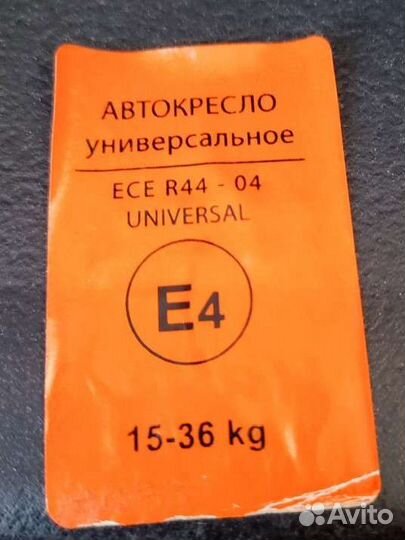 АВТОКРЕСЛО
универсальное
ECE R44 - 04
UNIVERSAL
E4
15-36 kg
Avito